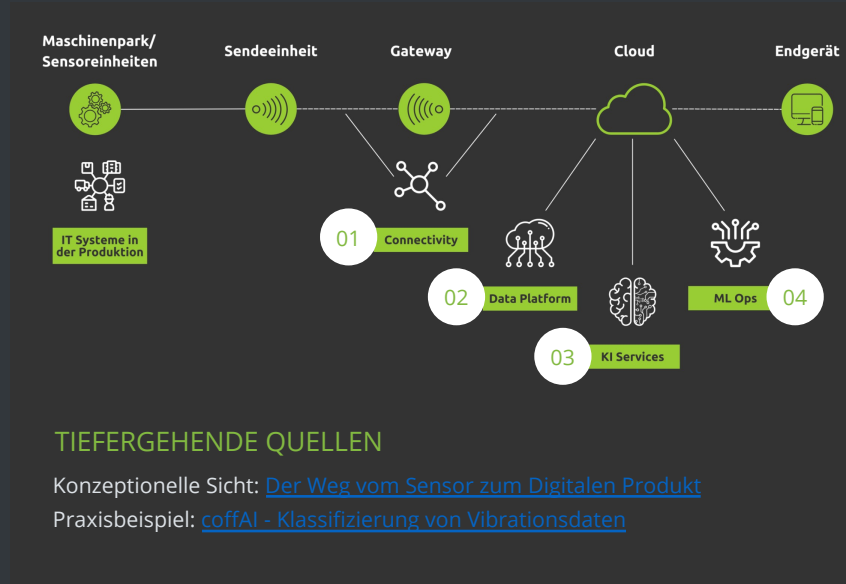 Maschinenpark/
Sensoreinheiten
Sendeeinheit
Gateway
Cloud
Endgerät
IT Systeme in
der Produktion
01
Connectivity
02
Data Platform
03
KI Services
ML Ops
04
TIEFERGEHENDE QUELLEN
Konzeptionelle Sicht: Der Weg vom Sensor zum Digitalen Produkt
Praxisbeispiel: coffAI - Klassifizierung von Vibrationsdaten